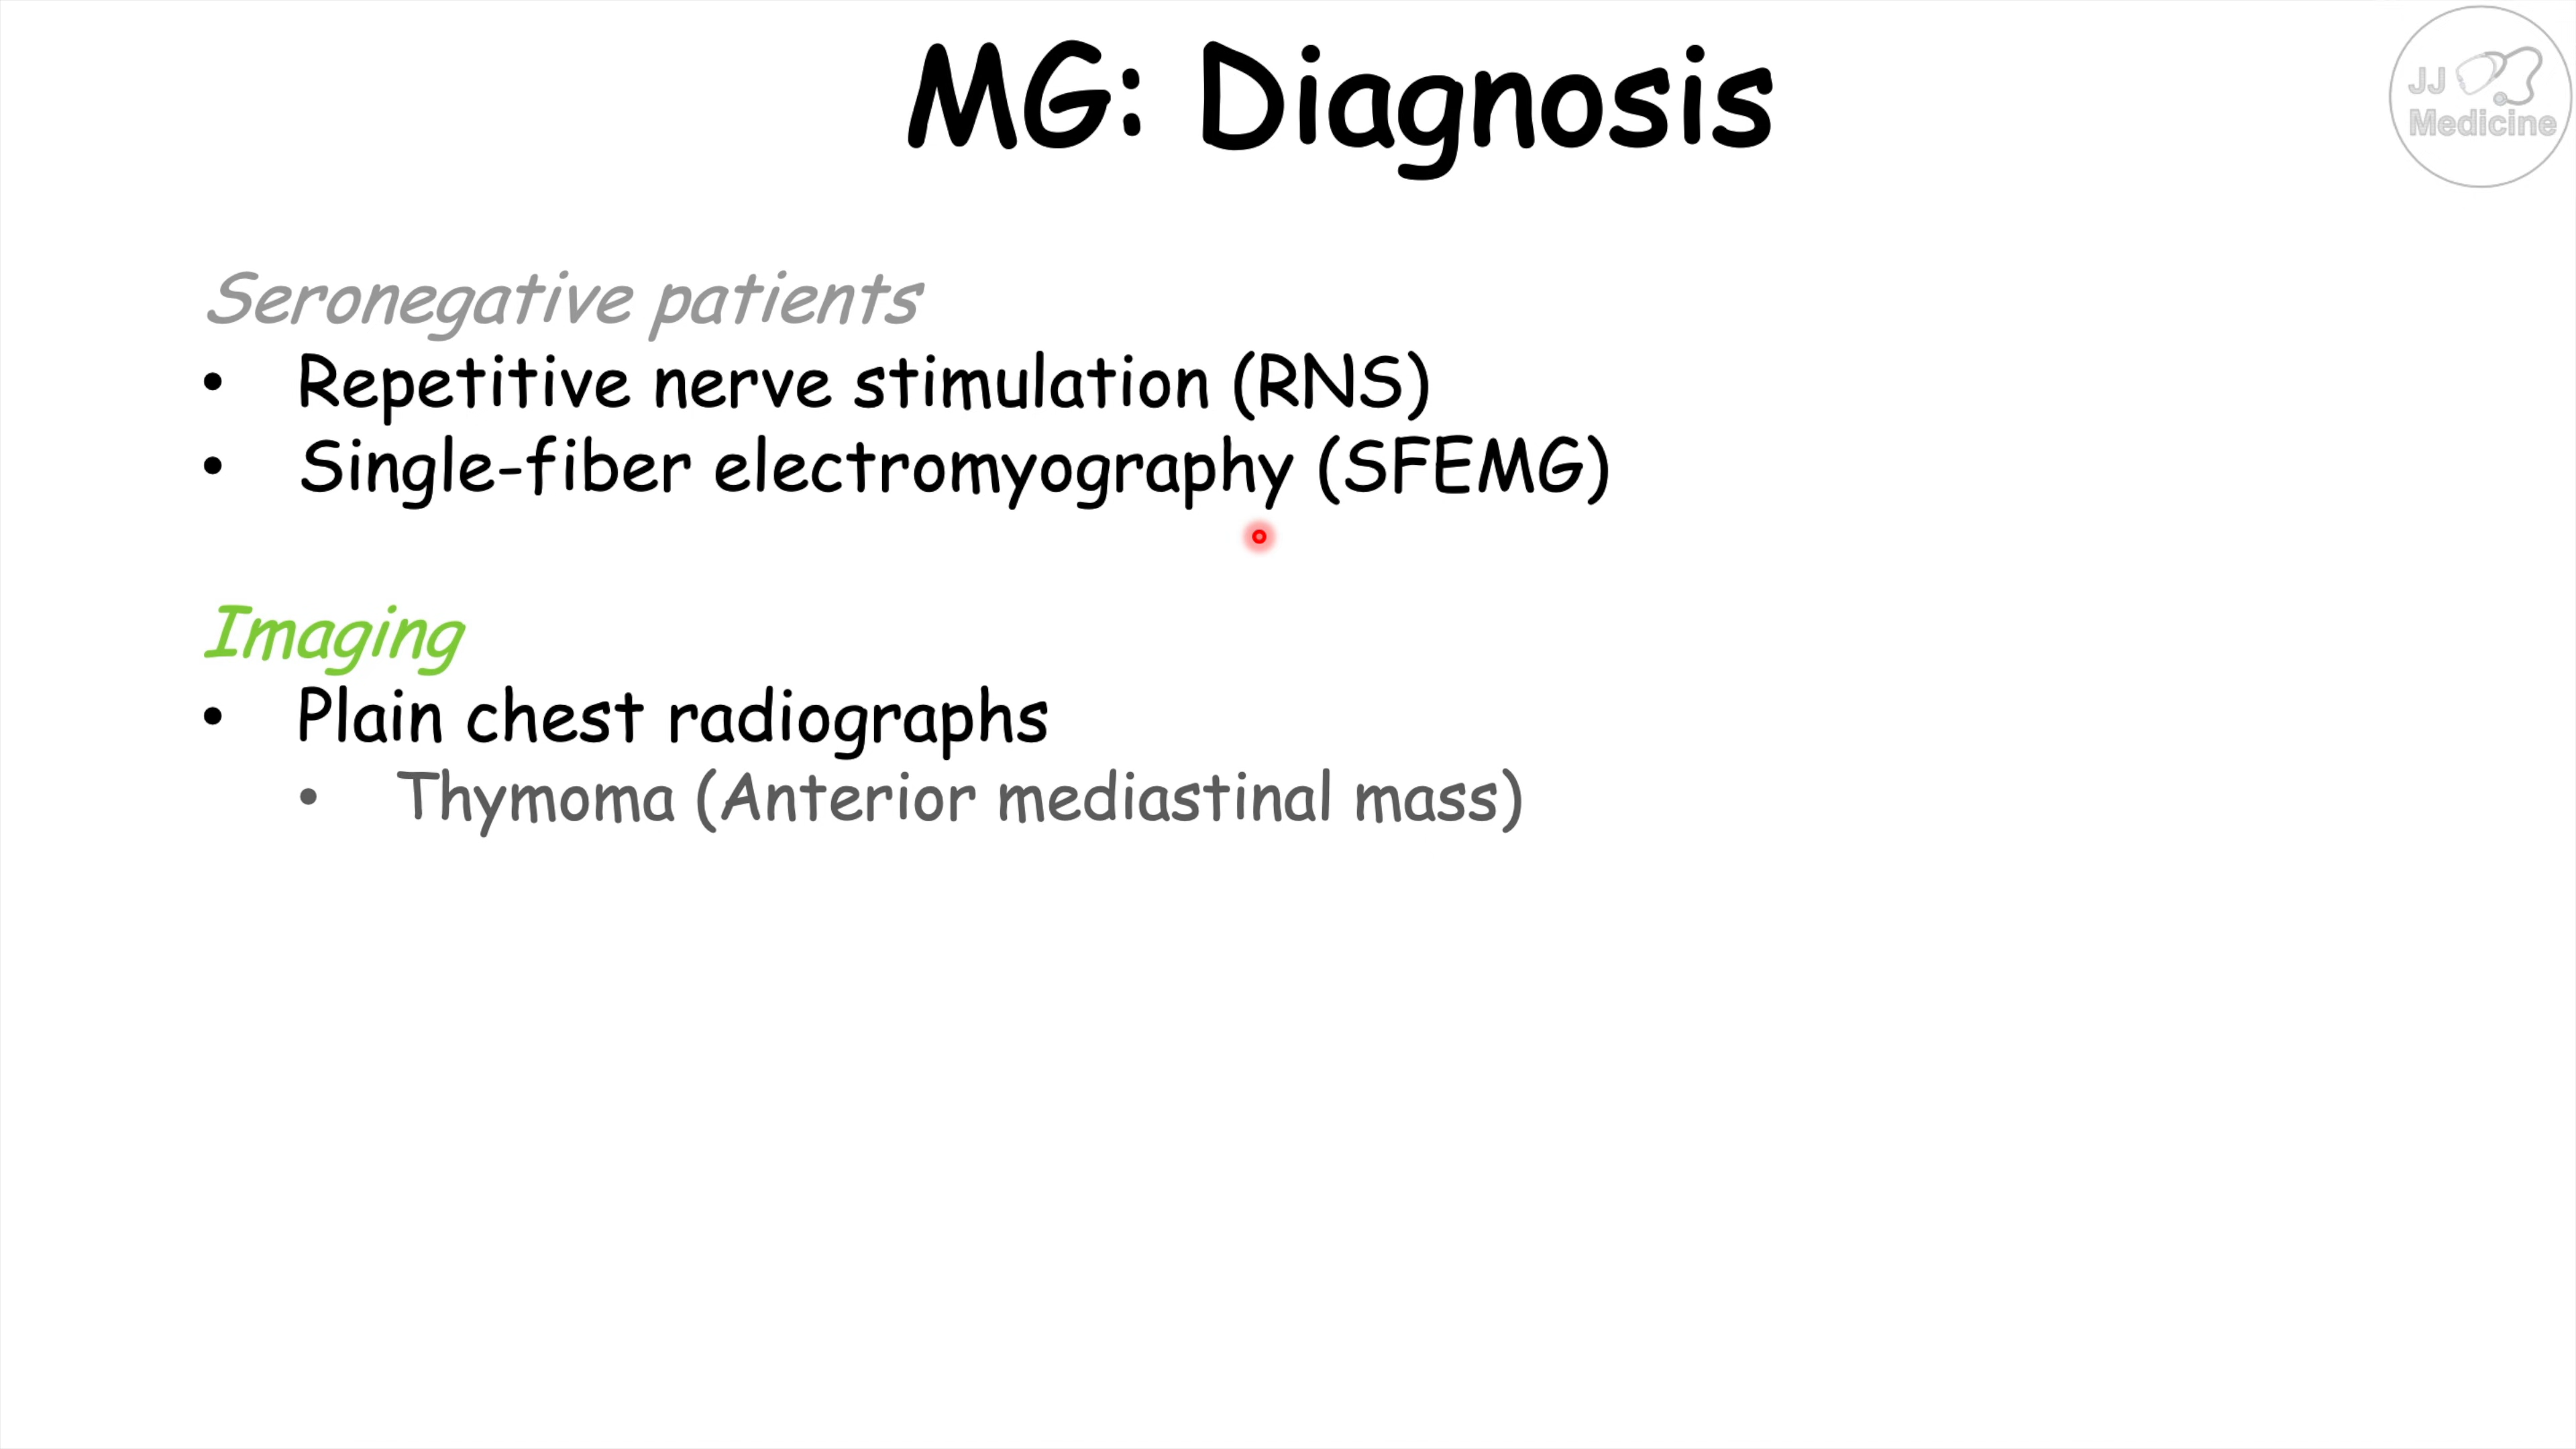 MG: Diagnosis
JJ
Medicine
Seronegative patients
• Repetitive nerve stimulation (RNS)
• Single-fiber electromyography (SFEMG)
Imaging
• Plain chest radiographs
• Thymoma (Anterior mediastinal mass)